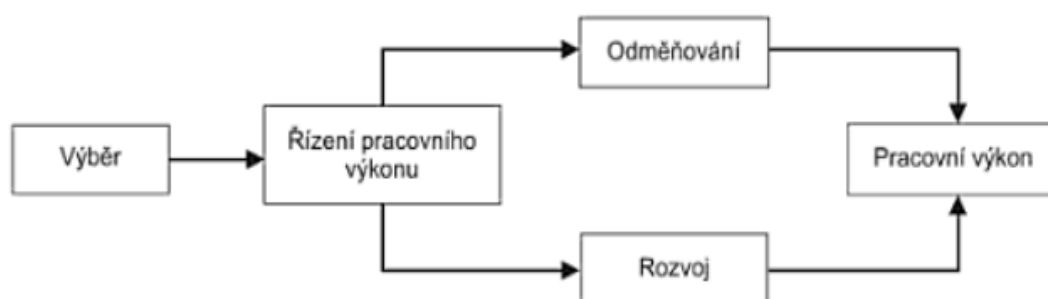 Odměňování
Výběr
Řízení pracovního
výkonu
Pracovní výkon
Rozvoj